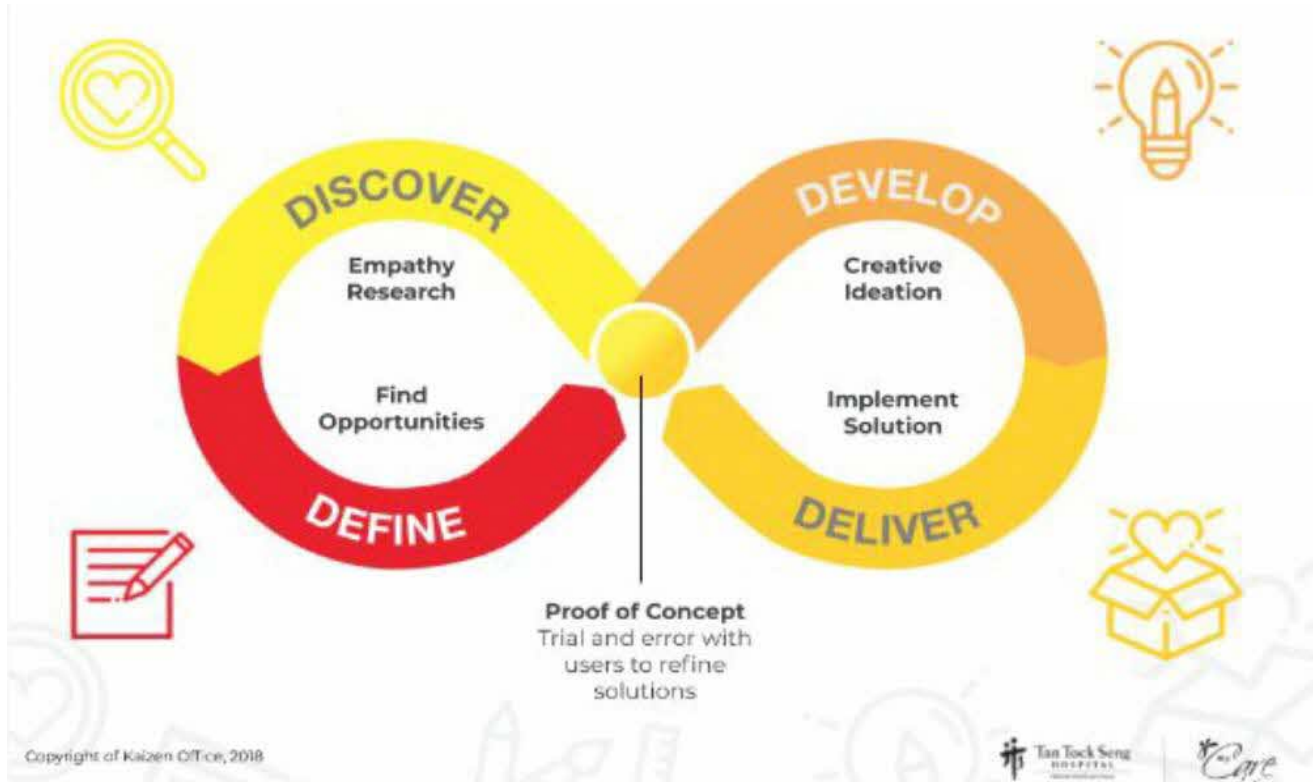 DISCOVER
Empathy
Research
Find
Opportunities
DEFINE
DEVELOP
Creative
Ideation
Implement
Solution
DELIVER
Proof of Concept
Trial and error with
users to refine
solutions
Copyright of Kaizen Office, 2018
Tan Tock Seng
HOSPITAL
Care